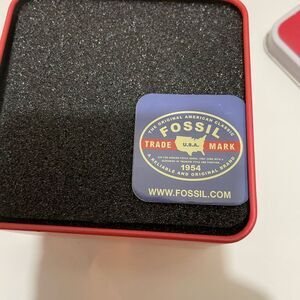 THE ORIGINAL AMERICAN CLASSIC
FOSSIL
TRADE U.S.A. MARK
1954
A RELIABLE AND ORIGINAL BRAND
WWW.FOSSIL.COM